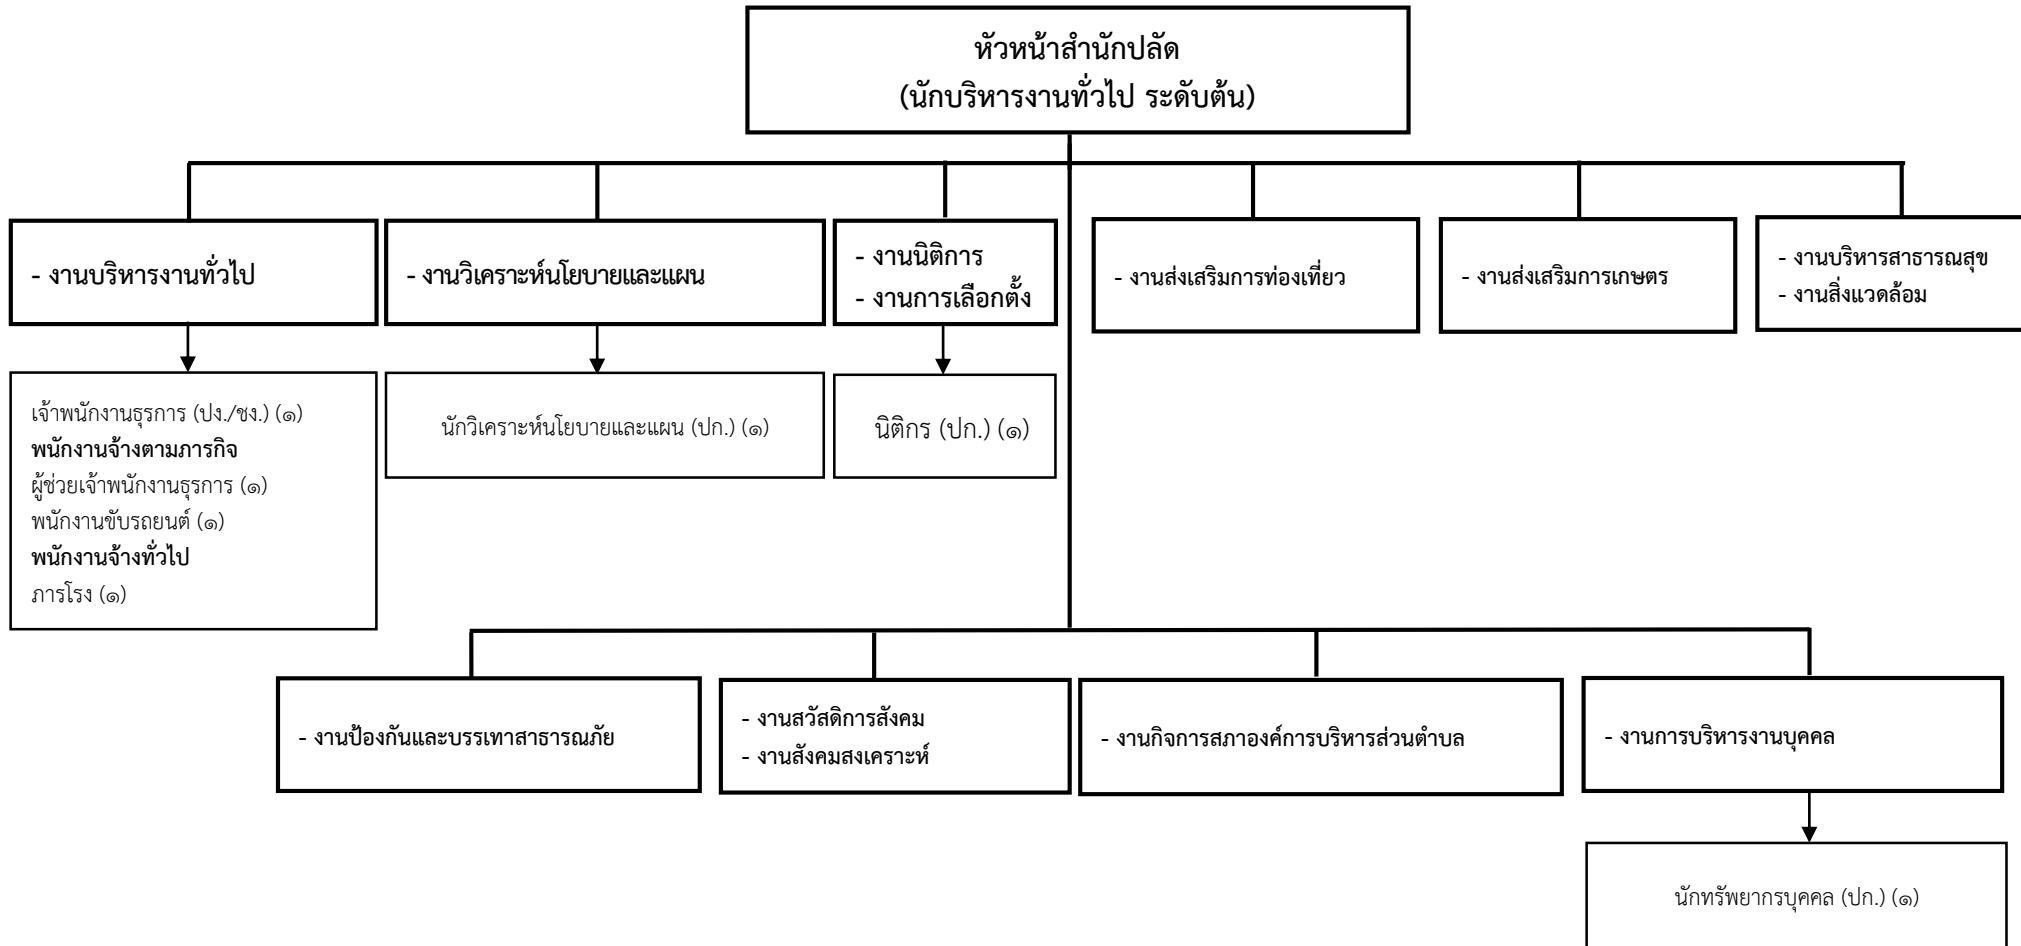 หัวหน้าสำนักปลัด
(นักบริหารงานทั่วไป ระดับต้น)
- งานบริหารงานทั่วไป
- งานวิเคราะห์นโยบายและแผน
- งานนิติการ
- งานการเลือกตั้ง
- งานส่งเสริมการท่องเที่ยว
- งานส่งเสริมการเกษตร
- งานบริหารสาธารณสุข
- งานสิ่งแวดล้อม
เจ้าพนักงานธุรการ (ปง./ชง.) (๑)
พนักงานจ้างตามภารกิจ
ผู้ช่วยเจ้าพนักงานธุรการ (๑)
พนักงานขับรถยนต์ (๑)
พนักงานจ้างทั่วไป
ภารโรง (๑)
นักวิเคราะห์นโยบายและแผน (ปก.) (๑)
นิติกร (ปก.) (๑)
- งานป้องกันและบรรเทาสาธารณภัย
- งานสวัสดิการสังคม
- งานสังคมสงเคราะห์
- งานกิจการสภาองค์การบริหารส่วนตำบล
- งานการบริหารงานบุคคล
นักทรัพยากรบุคคล (ปก.) (๑)